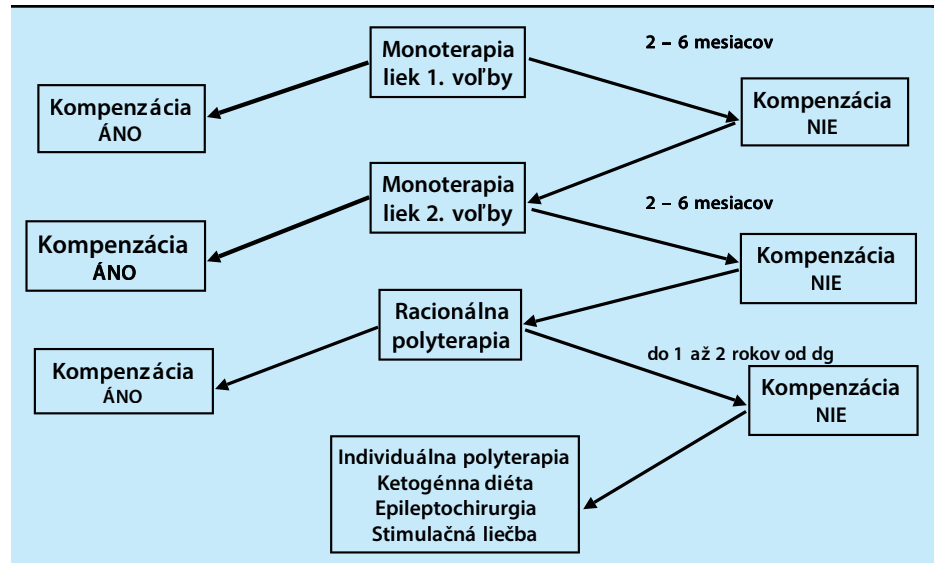 Monoterapia
liek 1. voľby
2 – 6 mesiacov
Kompenzácia
ÁNO
Kompenzácia
NIE
Monoterapia
liek 2. voľby
2 – 6 mesiacov
Kompenzácia
ÁNO
Kompenzácia
NIE
Racionálna
polyterapia
do 1 až 2 rokov od dg
Kompenzácia
ÁNO
Kompenzácia
NIE
Individuálna polyterapia
Ketogénna diéta
Epileptochirurgia
Stimulačná liečba